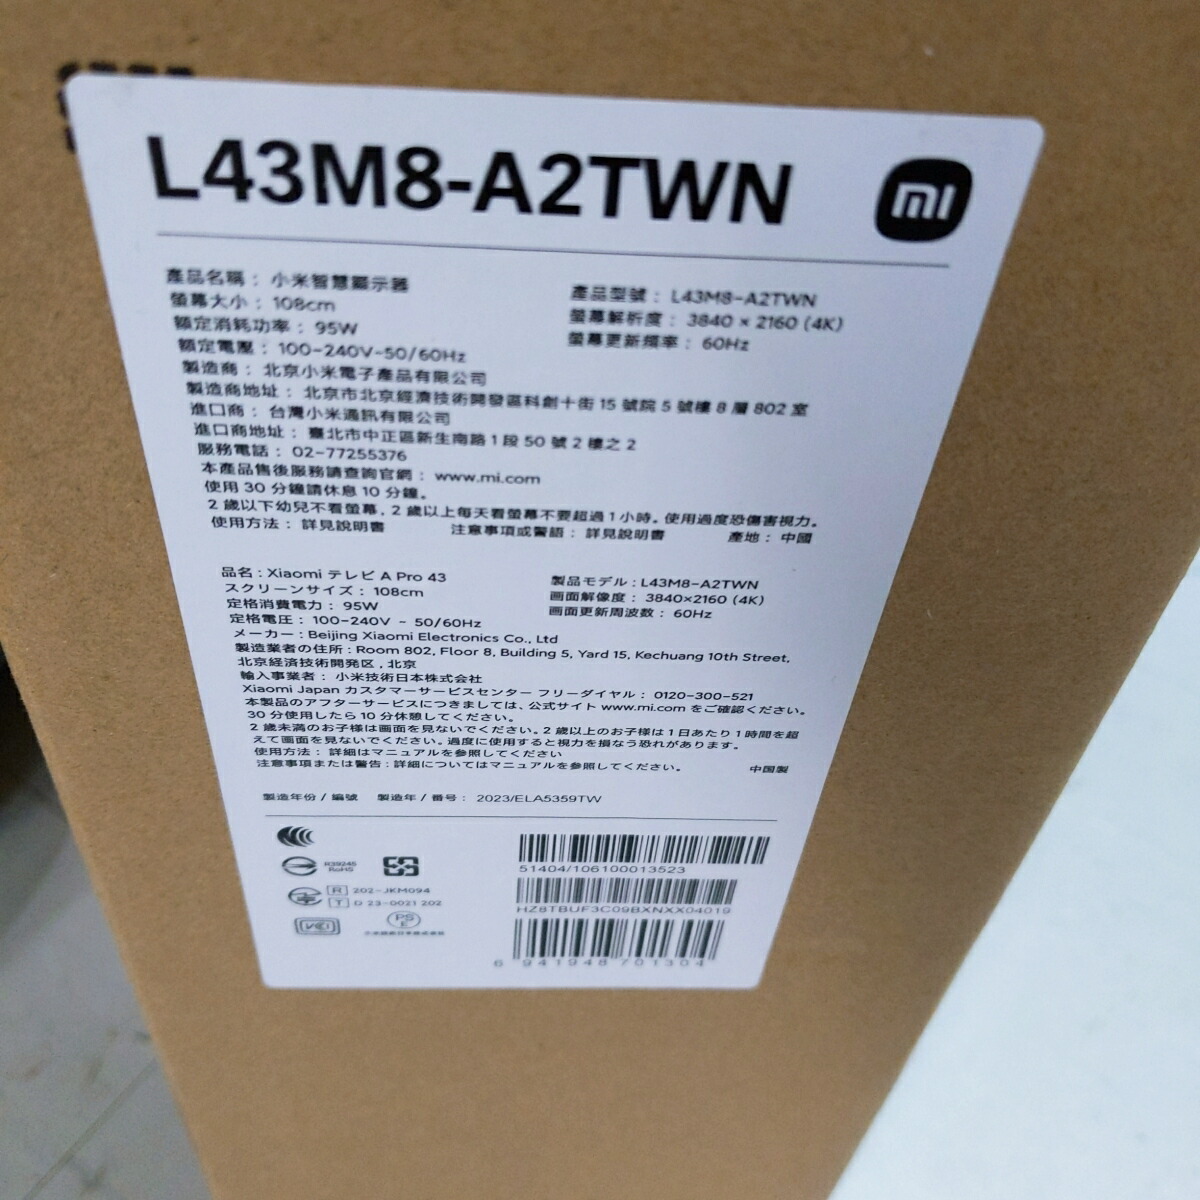 L43M8-A2TWN
mi
產品名稱：小米智慧顯示器
產品型號：L43M8-A2TWN
螢幕大小：108cm
螢幕解析度：3840 × 2160 (4K)
額定消耗功率：95W
螢幕更新頻率：60Hz
額定電壓：100-240V~50/60Hz
製造商：北京小米電子產品有限公司
製造商地址：北京市北京經濟技術開發區科創十街 15 號院 5 號樓 8 層 802 室
進口商：台灣小米通訊有限公司
進口商地址：臺北市中正區新生南路 1 段 50 號 2 樓之 2
服務電話：02-77255376
本產品售後服務請查詢官網：www.mi.com
使用 30 分鐘請休息 10 分鐘。
2 歲以下幼兒不看螢幕，2 歲以上每天看螢幕不要超過 1 小時。使用過度恐傷害視力。
使用方法：詳見說明書 注意事項或警語：詳見說明書 產地：中國
品名：Xiaomi テレビ A Pro 43
製品モデル：L43M8-A2TWN
スクリーンサイズ：108cm
画面解像度：3840×2160 (4K)
定格消費電力：95W
画面更新周波数：60Hz
定格電圧：100-240V ~ 50/60Hz
メーカー：Beijing Xiaomi Electronics Co., Ltd
製造業者の住所：Room 802, Floor 8, Building 5, Yard 15, Kechuang 10th Street,
北京経済技術開発区，北京
輸入事業者：小米技術日本株式会社
Xiaomi Japan カスタマーサービスセンター フリーダイヤル：0120-300-521
本製品のアフターサービスにつきましては、公式サイト www.mi.com をご確認ください。
30 分使用したら 10 分休憩してください。
2 歳未満のお子様は画面を見ないでください。2 歳以上のお子様は 1 日あたり 1 時間を超
えて画面を見ないでください。過度に使用すると視力を損なう恐れがあります。
使用方法：詳細はマニュアルを参照してください
注意事項または警告：詳細についてはマニュアルを参照してください。 中国製
製造年份 / 編號 製造年 / 番号：2023/ELA5359TW
R39245
RoHS
R 202-JKM094
T D 23-0021 202
VCCI
PS
E
小米技術日本株式会社
51404/106100013523
HZ8TBUF3C09BXNXX04019
6 941948 701304